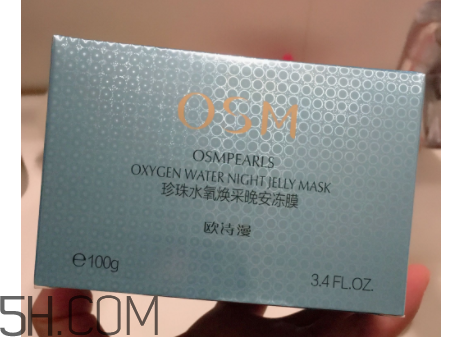 OSM
OSMPEARLS
OXYGEN WATER NIGHT JELLY MASK
珍珠水氧焕采晚安冻膜
欧诗漫
℮100g
3.4 FL.OZ.
5H.COM